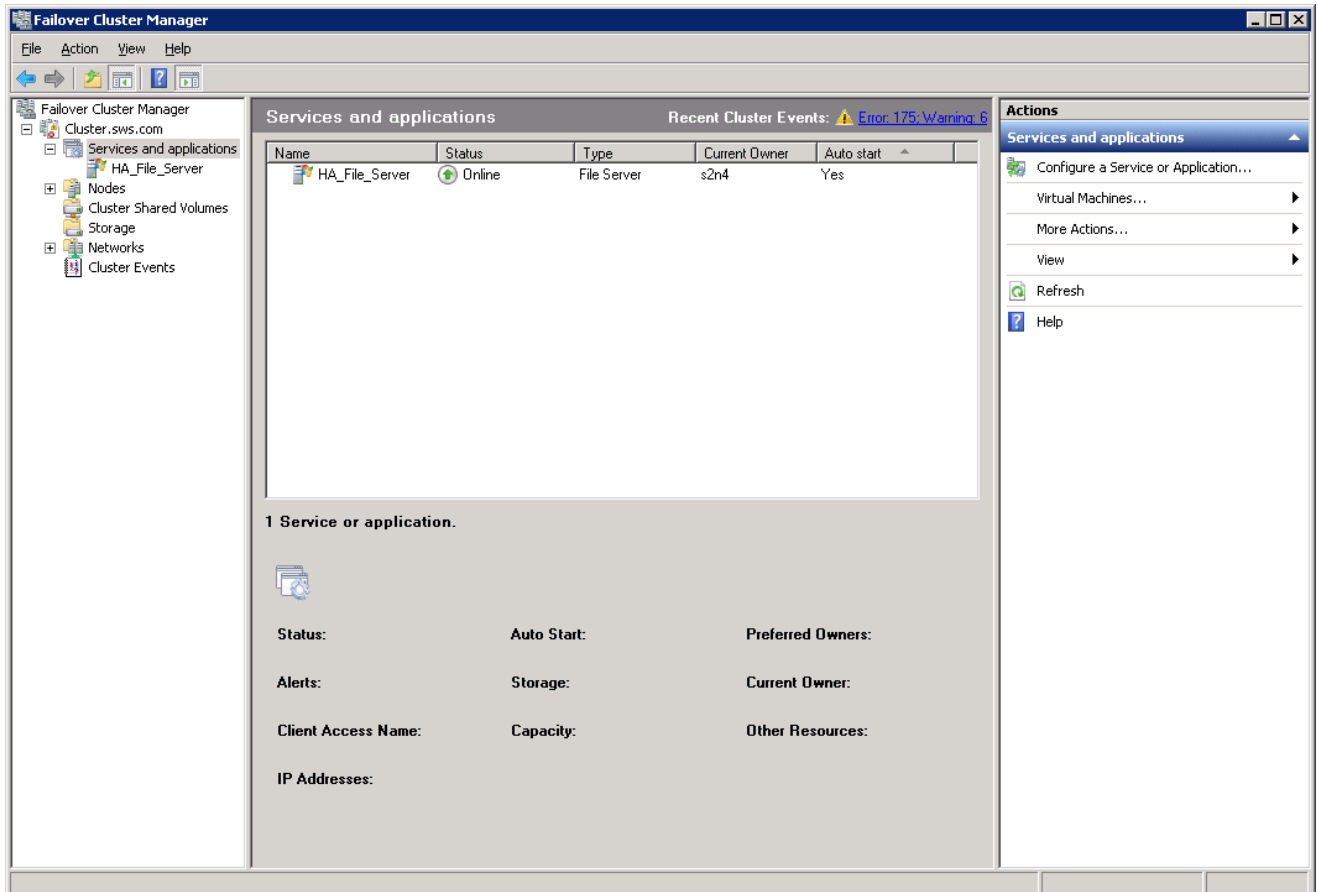 Failover Cluster Manager
File Action View Help
Failover Cluster Manager
Cluster.sws.com
Services and applications
HA_File_Server
Nodes
Cluster Shared Volumes
Storage
Networks
Cluster Events
Services and applications Recent Cluster Events: Error: 175; Warning: 6
Name Status Type Current Owner Auto start
HA_File_Server Online File Server s2n4 Yes
1 Service or application.
Status: Auto Start: Preferred Owners:
Alerts: Storage: Current Owner:
Client Access Name: Capacity: Other Resources:
IP Addresses:
Actions
Services and applications
Configure a Service or Application...
Virtual Machines...
More Actions...
View
Refresh
Help